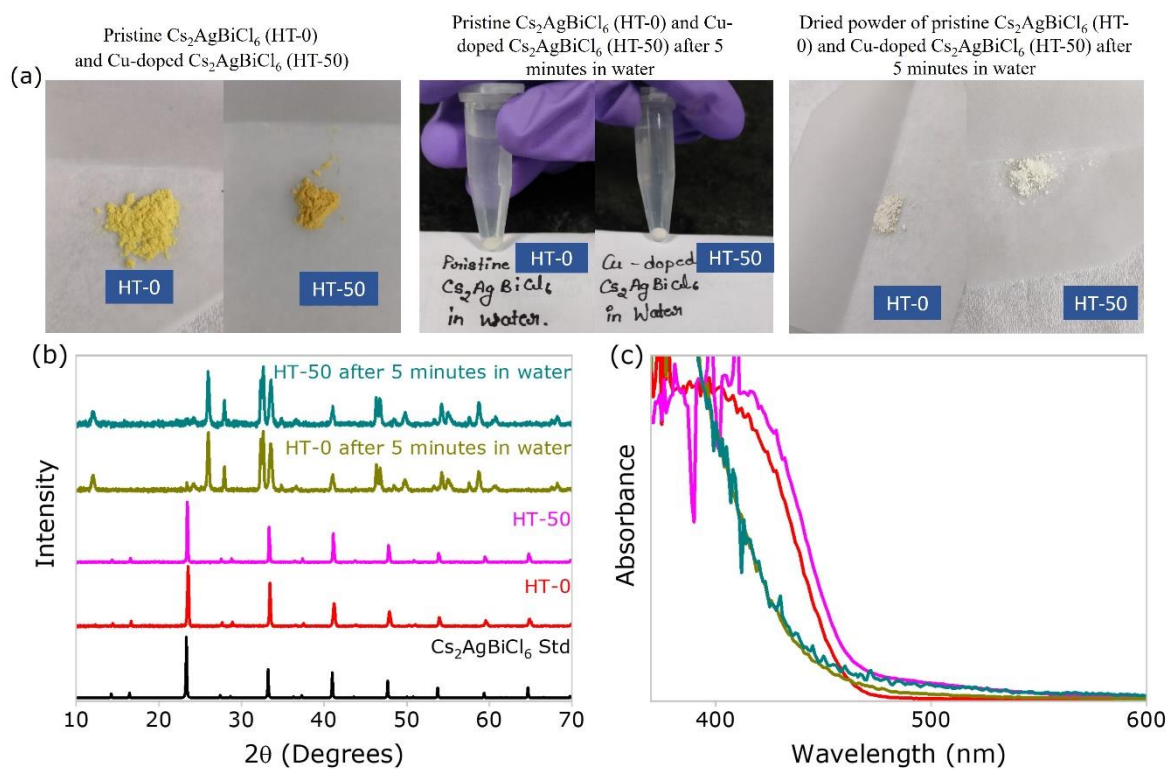 Pristine Cs₂AgBiCl₆ (HT-0)
and Cu-doped Cs₂AgBiCl₆ (HT-50)
Pristine Cs₂AgBiCl₆ (HT-0) and Cu-
doped Cs₂AgBiCl₆ (HT-50) after 5
minutes in water
Dried powder of pristine Cs₂AgBiCl₆ (HT-
0) and Cu-doped Cs₂AgBiCl₆ (HT-50) after
5 minutes in water
(a)
HT-0
HT-50
HT-0
Pristine
Cs₂AgBiCl₆
in water.
HT-50
Cu-doped
Cs₂AgBiCl₆
in Water
HT-0
HT-50
(b)
HT-50 after 5 minutes in water
HT-0 after 5 minutes in water
HT-50
HT-0
Cs₂AgBiCl₆ Std
Intensity
10 20 30 40 50 60 70
2θ (Degrees)
(c)
Absorbance
400 500 600
Wavelength (nm)